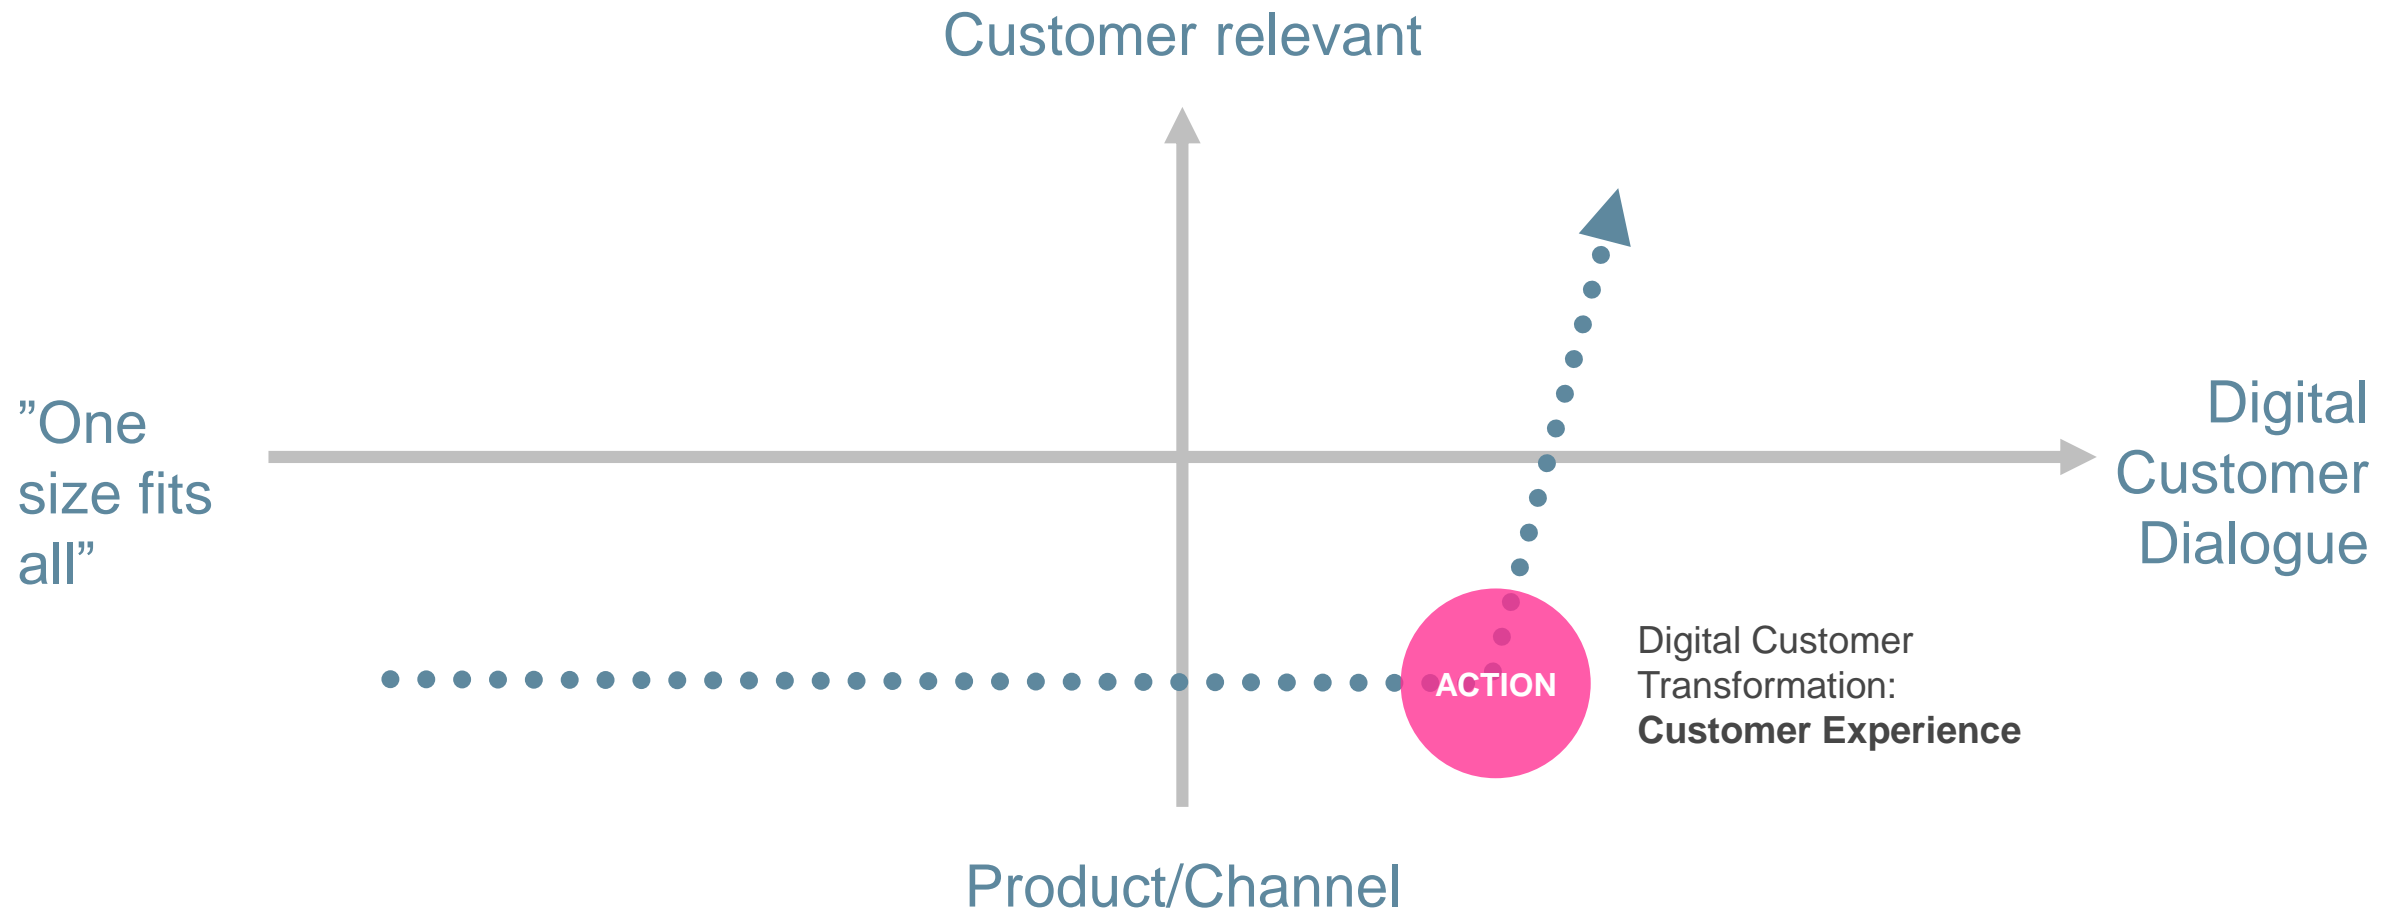 Customer relevant
”One
size fits
all”
Digital
Customer
Dialogue
ACTION
Digital Customer
Transformation:
Customer Experience
Product/Channel